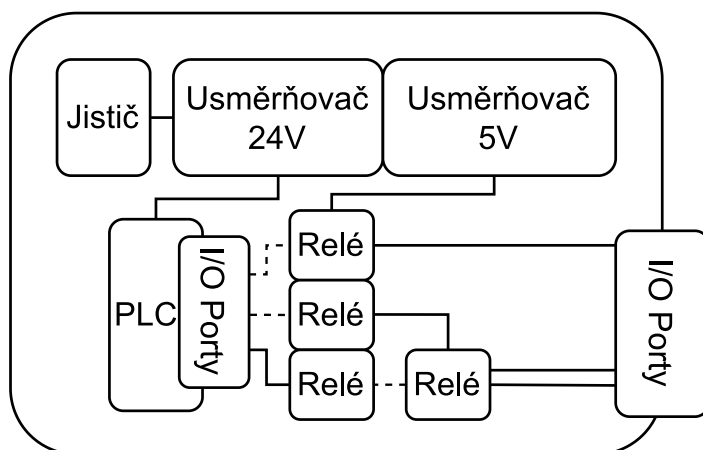 Jistič
Usměrňovač
24V
Usměrňovač
5V
PLC
I/O Porty
Relé
Relé
Relé
Relé
I/O Porty